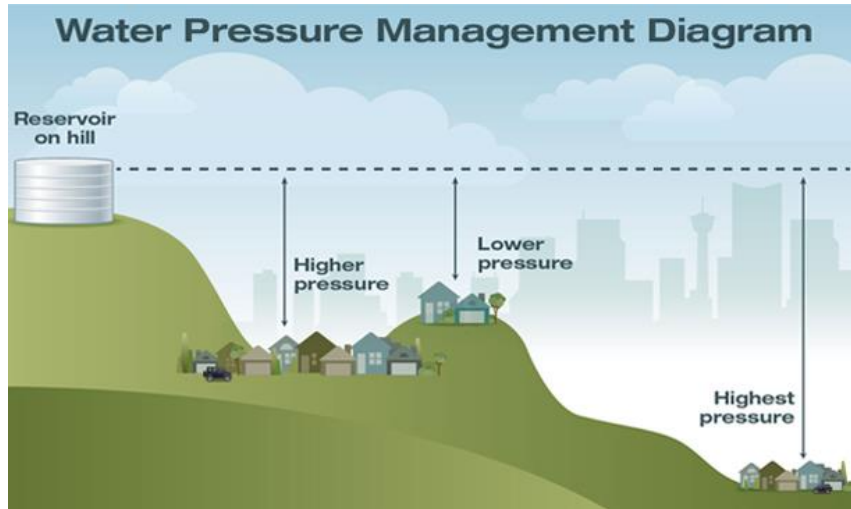 Water Pressure Management Diagram
Reservoir
on hill
Higher
pressure
Lower
pressure
Highest
pressure